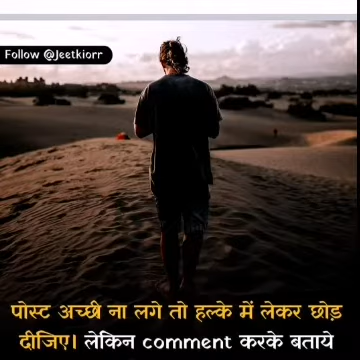 Follow @Jeetkiorr
पोस्ट अच्छी ना लगे तो हल्के में लेकर छोड़
दीजिए। लेकिन comment करके बताये